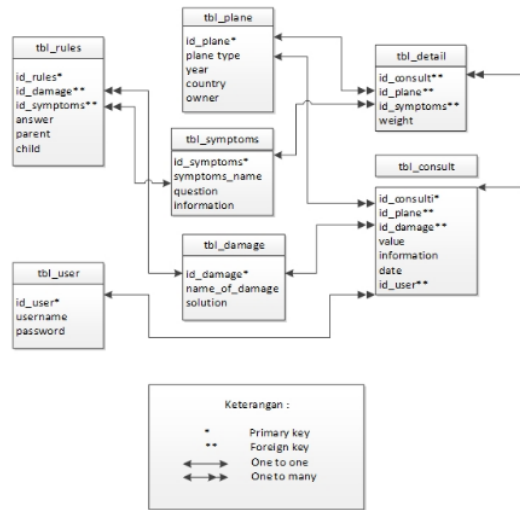 tbl_rules
id_rules*
id_damage**
id_symptoms**
answer
parent
child
tbl_plane
id_plane*
plane type
year
country
owner
tbl_detail
id_consult**
id_plane**
id_symptoms**
weight
tbl_symptoms
id_symptoms*
symptoms_name
question
information
tbl_consult
id_consulti*
id_plane**
id_damage**
value
information
date
id_user**
tbl_damage
id_damage*
name_of_damage
solution
tbl_user
id_user*
username
password
Keterangan :
* Primary key
** Foreign key
One to one
One to many